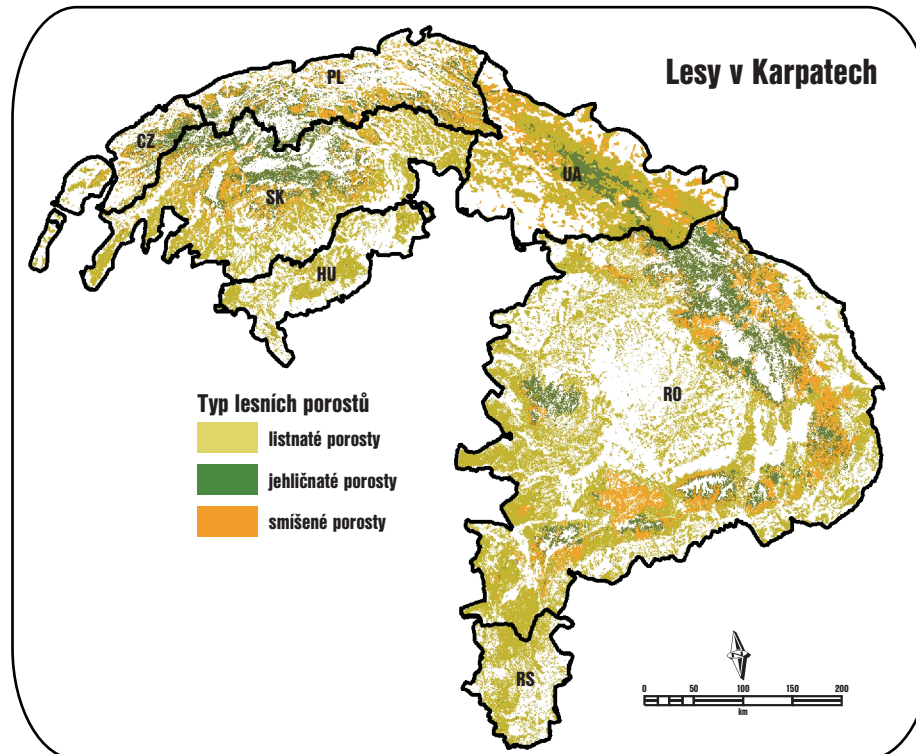 Lesy v Karpatech
PL
CZ
SK
UA
HU
RO
RS
Typ lesních porostů
listnaté porosty
jehličnaté porosty
smíšené porosty
0 50 100 150 200
km